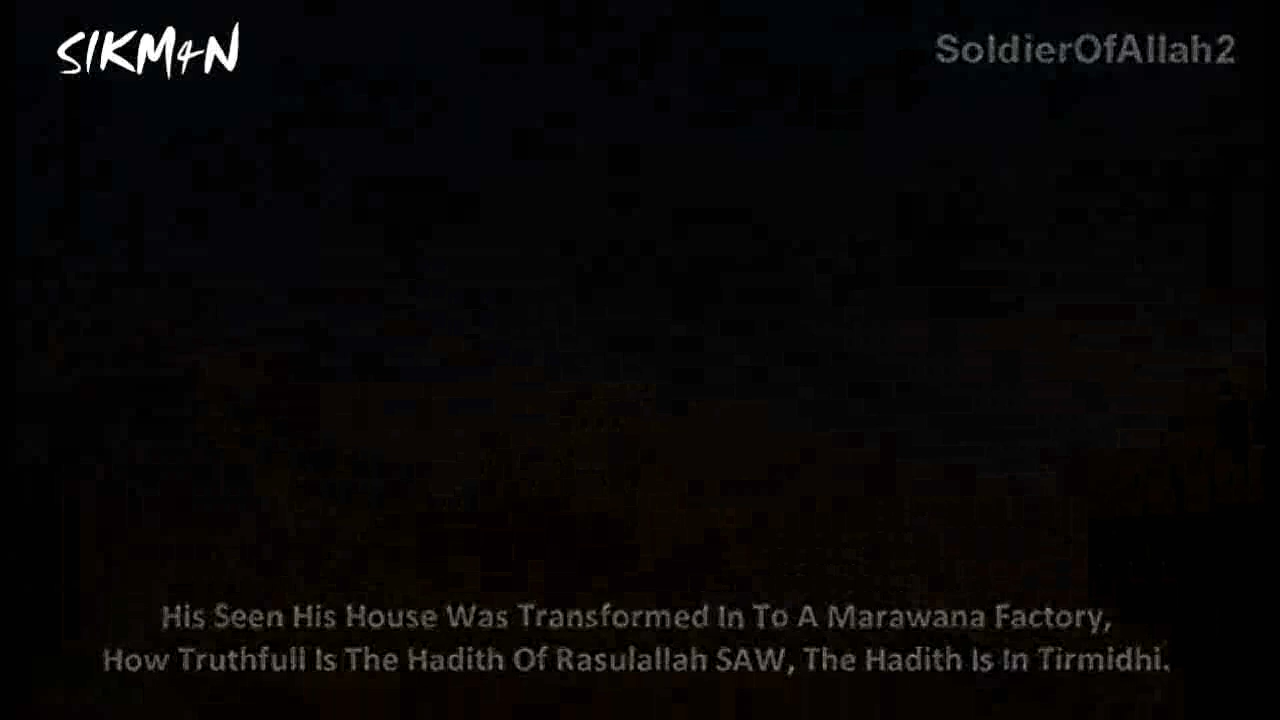 SIKM4N
SoldierOfAllah2
His Seen His House Was Transformed In To A Marawana Factory,
How Truthfull Is The Hadith Of Rasulallah SAW, The Hadith Is In Tirmidhi.